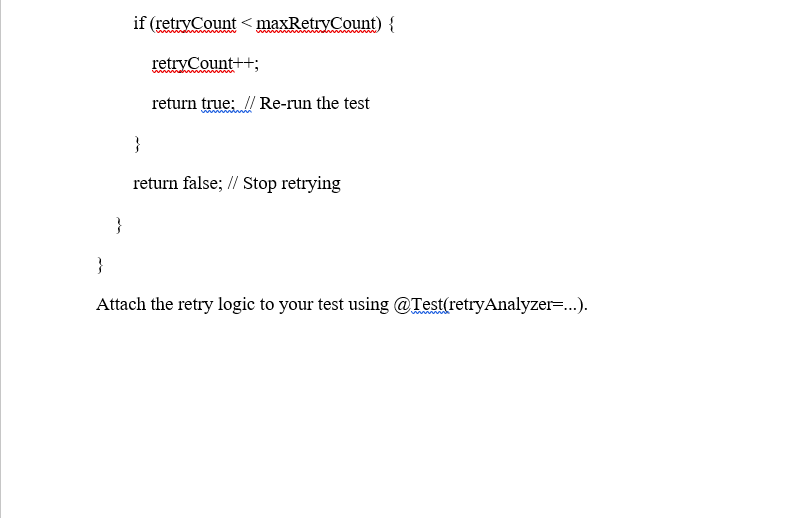 if (retryCount < maxRetryCount) {
retryCount++;
return true;  // Re-run the test
}
return false; // Stop retrying
}
}
Attach the retry logic to your test using @Test(retryAnalyzer=...).